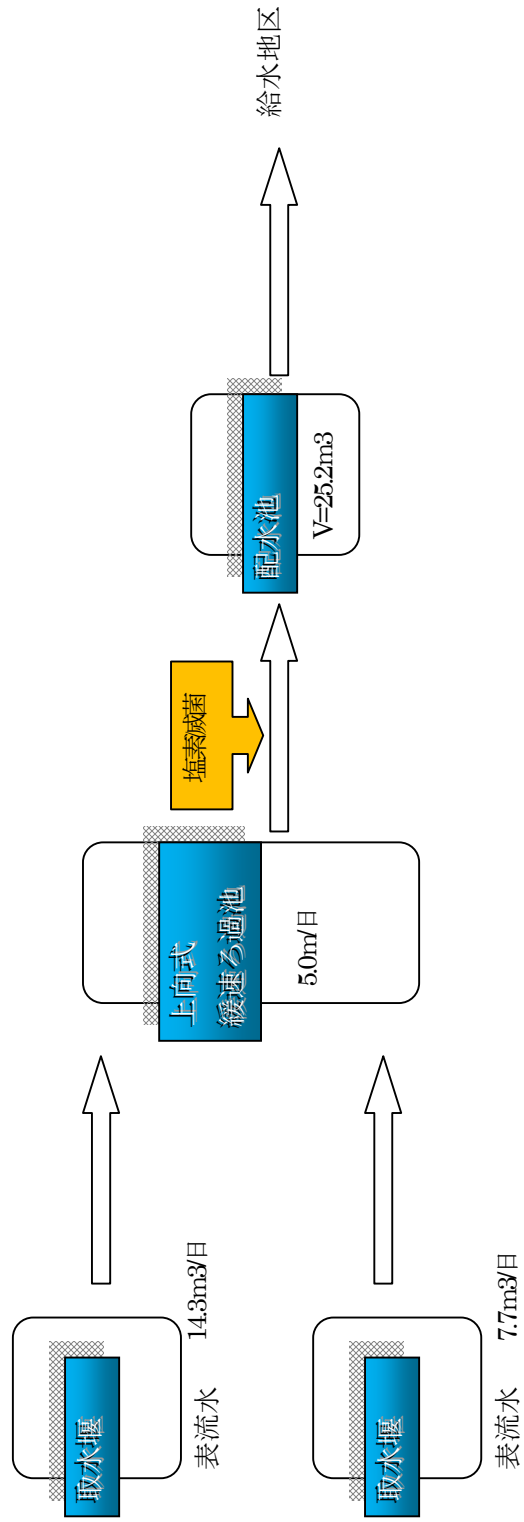 取水堰
表流水
14.3m3/日
取水堰
表流水
7.7m3/日
上向式
緩速ろ過池
5.0m/日
塩素滅菌
配水池
V=25.2m3
給水地区